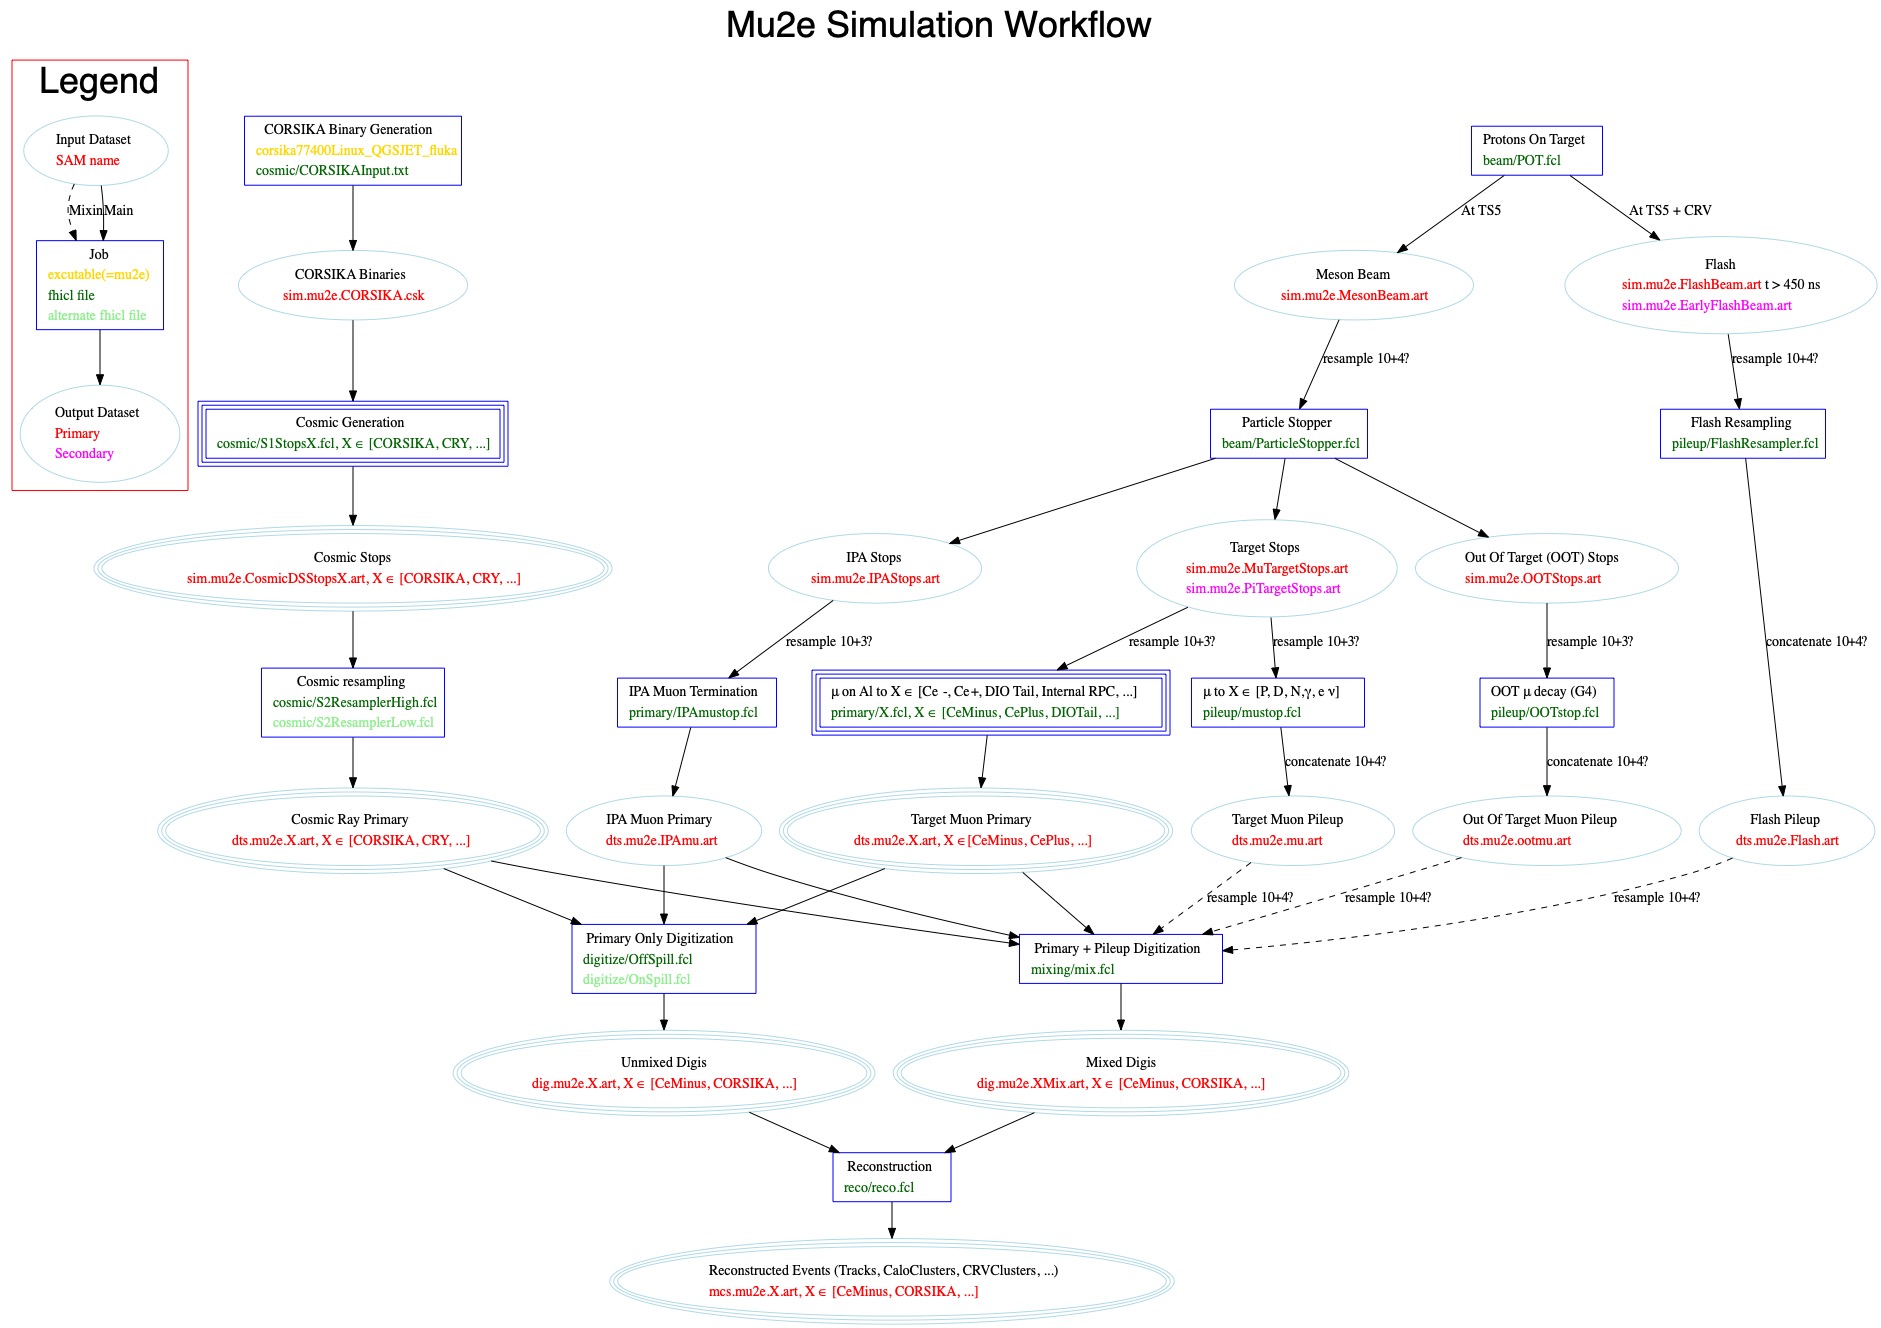 Mu2e Simulation Workflow
Legend
Input Dataset
SAM name
Mixin
Main
Job
excutable(=mu2e)
fhicl file
alternate fhicl file
Output Dataset
Primary
Secondary
CORSIKA Binary Generation
corsika77400Linux_QGSJET_fluka
cosmic/CORSIKAInput.txt
CORSIKA Binaries
sim.mu2e.CORSIKA.csk
Cosmic Generation
cosmic/S1StopsX.fcl, X ∈ [CORSIKA, CRY, ...]
Cosmic Stops
sim.mu2e.CosmicDSStopsX.art, X ∈ [CORSIKA, CRY, ...]
Cosmic resampling
cosmic/S2ResamplerHigh.fcl
cosmic/S2ResamplerLow.fcl
Cosmic Ray Primary
dts.mu2e.X.art, X ∈ [CORSIKA, CRY, ...]
Protons On Target
beam/POT.fcl
At TS5
At TS5 + CRV
Meson Beam
sim.mu2e.MesonBeam.art
Flash
sim.mu2e.FlashBeam.art t > 450 ns
sim.mu2e.EarlyFlashBeam.art
resample 10+4?
resample 10+4?
Particle Stopper
beam/ParticleStopper.fcl
Flash Resampling
pileup/FlashResampler.fcl
IPA Stops
sim.mu2e.IPAStops.art
Target Stops
sim.mu2e.MuTargetStops.art
sim.mu2e.PiTargetStops.art
Out Of Target (OOT) Stops
sim.mu2e.OOTStops.art
resample 10+3?
resample 10+3?
resample 10+3?
resample 10+3?
concatenate 10+4?
IPA Muon Termination
primary/IPAmustop.fcl
μ on Al to X ∈ [Ce -, Ce+, DIO Tail, Internal RPC, ...]
primary/X.fcl, X ∈ [CeMinus, CePlus, DIOTail, ...]
μ to X ∈ [P, D, N,γ, e ν]
pileup/mustop.fcl
OOT μ decay (G4)
pileup/OOTstop.fcl
concatenate 10+4?
concatenate 10+4?
IPA Muon Primary
dts.mu2e.IPAmu.art
Target Muon Primary
dts.mu2e.X.art, X ∈[CeMinus, CePlus, ...]
Target Muon Pileup
dts.mu2e.mu.art
Out Of Target Muon Pileup
dts.mu2e.ootmu.art
Flash Pileup
dts.mu2e.Flash.art
resample 10+4?
resample 10+4?
resample 10+4?
Primary Only Digitization
digitize/OffSpill.fcl
digitize/OnSpill.fcl
Primary + Pileup Digitization
mixing/mix.fcl
Unmixed Digis
dig.mu2e.X.art, X ∈ [CeMinus, CORSIKA, ...]
Mixed Digis
dig.mu2e.XMix.art, X ∈ [CeMinus, CORSIKA, ...]
Reconstruction
reco/reco.fcl
Reconstructed Events (Tracks, CaloClusters, CRVClusters, ...)
mcs.mu2e.X.art, X ∈ [CeMinus, CORSIKA, ...]